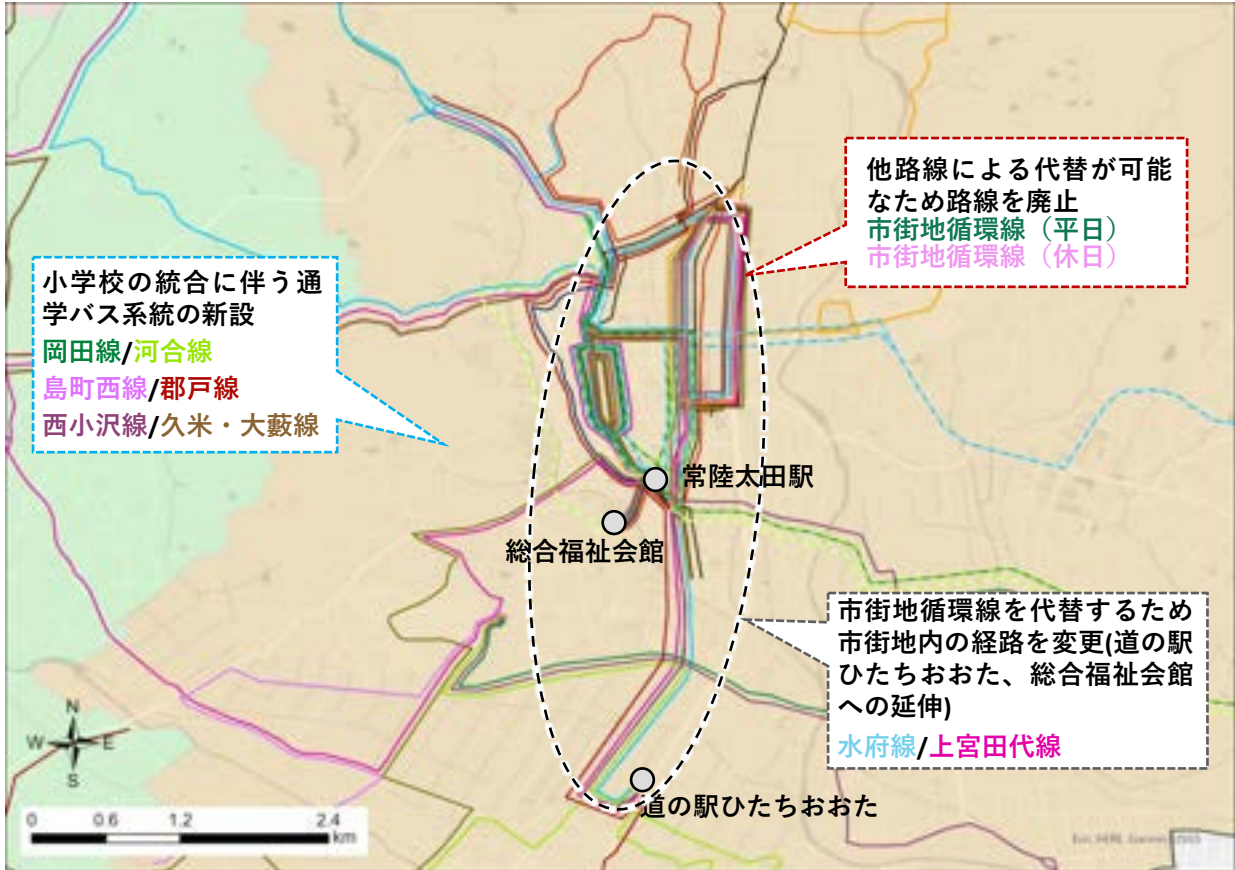 他路線による代替が可能
なため路線を廃止
市街地循環線（平日）
市街地循環線（休日）
小学校の統合に伴う通
学バス系統の新設
岡田線/河合線
島町西線/郡戸線
西小沢線/久米・大藪線
常陸太田駅
総合福祉会館
市街地循環線を代替するため
市街地内の経路を変更(道の駅
ひたちおおた、総合福祉会館
への延伸)
水府線/上宮田代線
道の駅ひたちおおた
N
W E
S
0 0.6 1.2 2.4
km